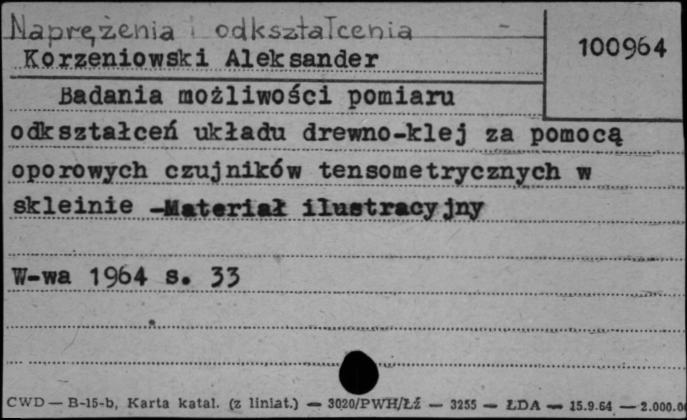 Naprężenia i odkształcenia
100964
Korzeniowski Aleksander
Badania możliwości pomiaru
odkształceń układu drewno-klej za pomocą
oporowych czujników tensometrycznych w
skleinie -Materiał ilustracyjny
W-wa 1964 s. 33
CWD — B-15-b, Karta katal. (z liniat.) — 3020/PWH/Łź — 3255 — ŁDA — 15.9.64 — 2.000.0